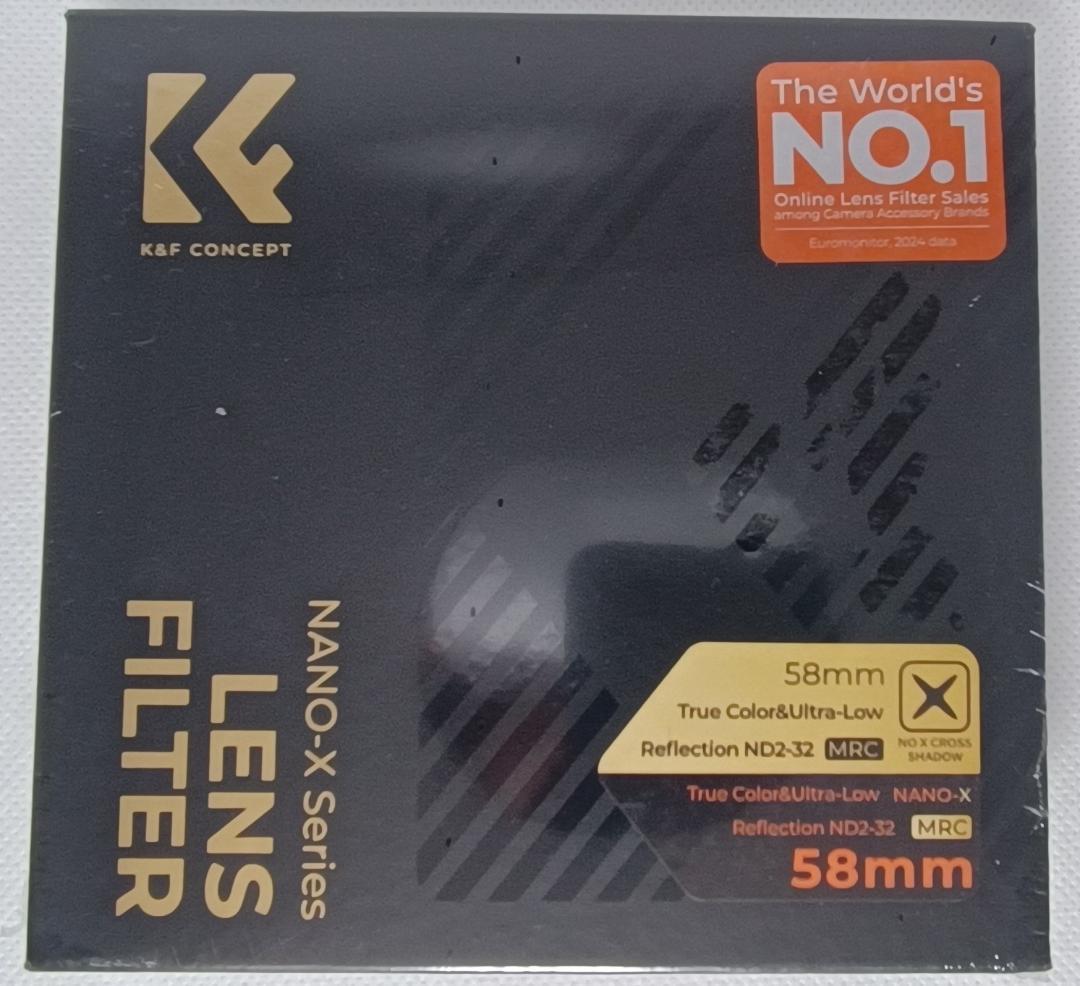 K&F CONCEPT
The World's
NO.1
Online Lens Filter Sales
among Camera Accessory Brands
Euromonitor, 2024 data
NANO-X Series
LENS
FILTER
58mm
True Color&Ultra-Low
Reflection ND2-32 MRC
NO X CROSS
SHADOW
True Color&Ultra-Low NANO-X
Reflection ND2-32 MRC
58mm